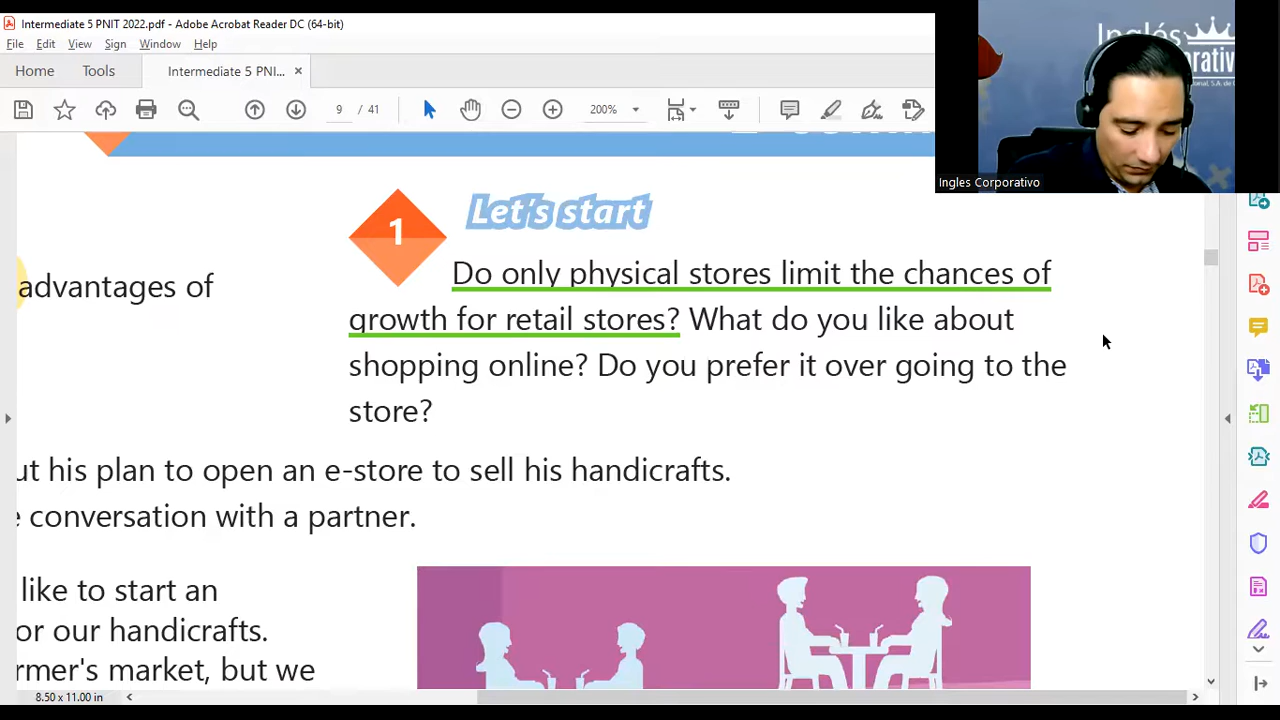 Intermediate 5 PNIT 2022.pdf - Adobe Acrobat Reader DC (64-bit)
File Edit View Sign Window Help
Home Tools Intermediate 5 PNI... ×
9 / 41 200%
Inglés
Ingles Corporativo
Let's start
1
Do only physical stores limit the chances of
growth for retail stores? What do you like about
shopping online? Do you prefer it over going to the
store?
advantages of
ut his plan to open an e-store to sell his handicrafts.
e conversation with a partner.
like to start an
or our handicrafts.
rmer's market, but we
8.50 x 11.00 in